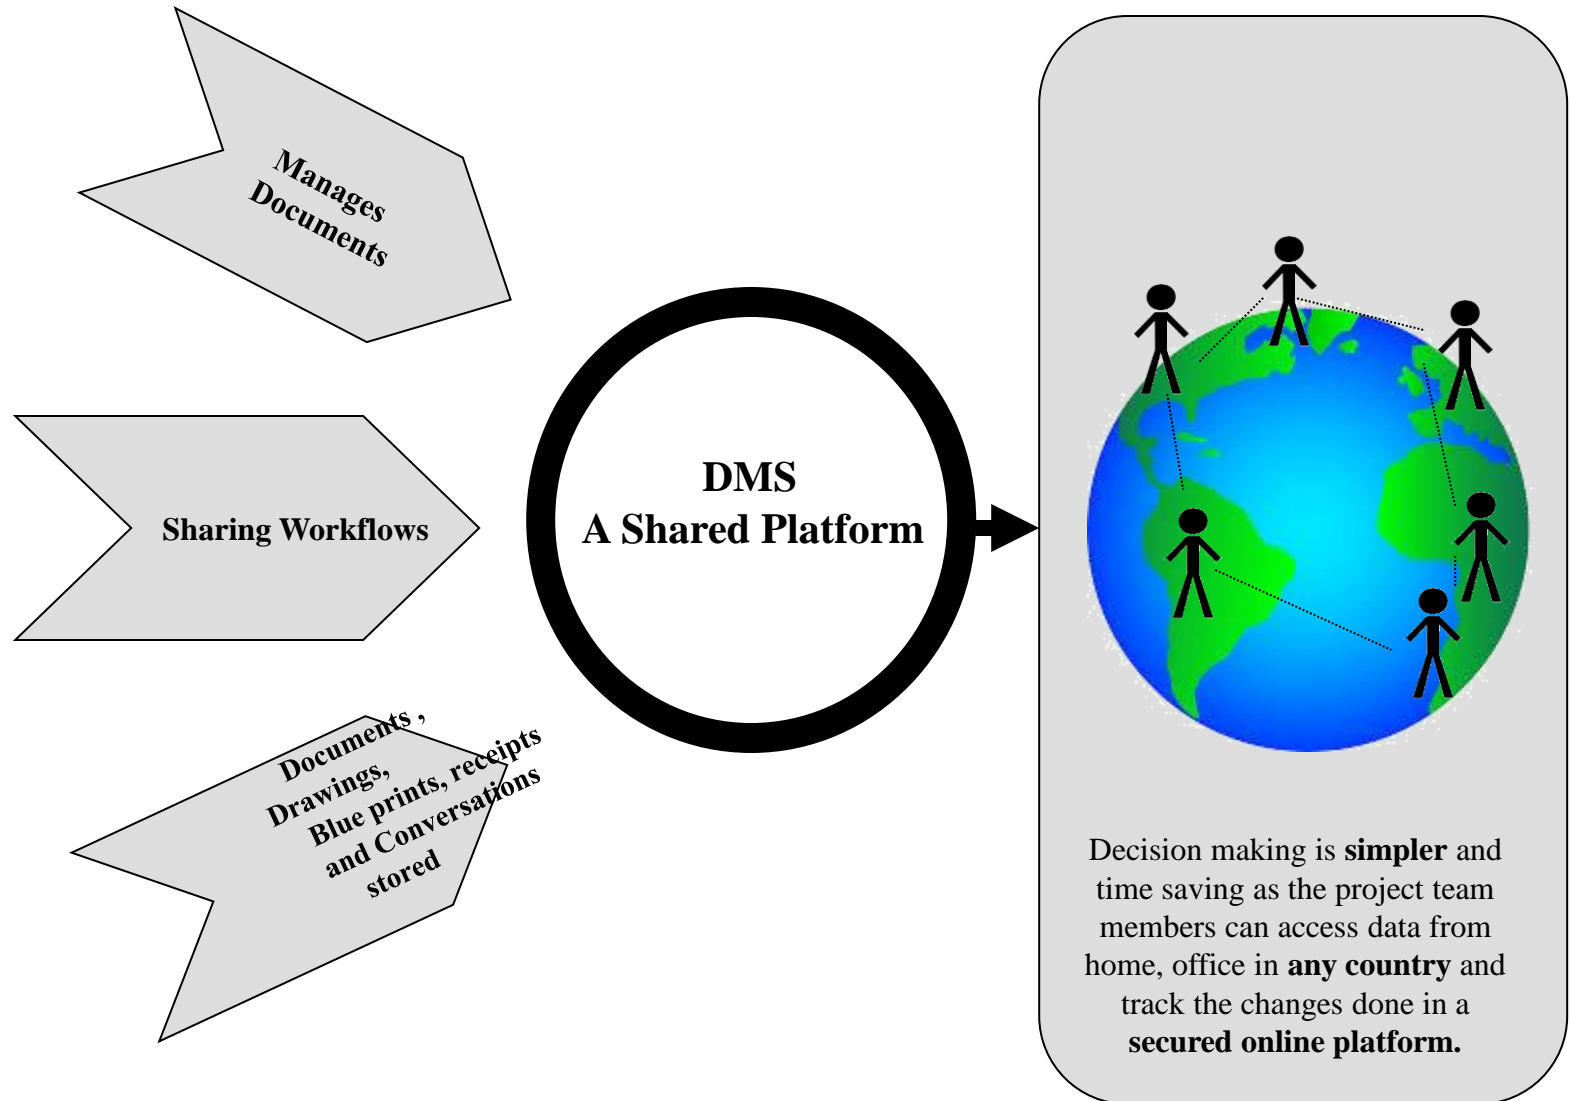 Manages
Documents
Sharing Workflows
Documents ,
Drawings,
Blue prints, receipts
and Conversations
stored
DMS
A Shared Platform
Decision making is simpler and
time saving as the project team
members can access data from
home, office in any country and
track the changes done in a
secured online platform.